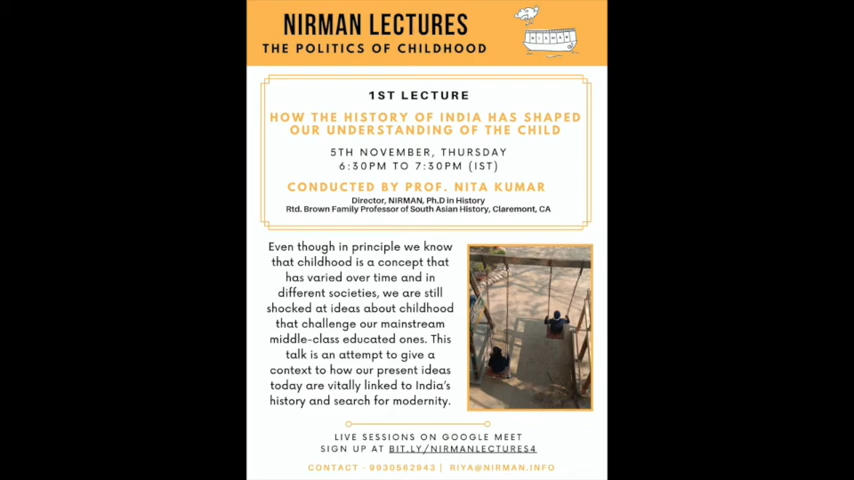 NIRMAN LECTURES
THE POLITICS OF CHILDHOOD
1ST LECTURE
HOW THE HISTORY OF INDIA HAS SHAPED
OUR UNDERSTANDING OF THE CHILD
5TH NOVEMBER, THURSDAY
6:30PM TO 7:30PM (IST)
CONDUCTED BY PROF. NITA KUMAR
Director, NIRMAN, Ph.D in History
Rtd. Brown Family Professor of South Asian History, Claremont, CA
Even though in principle we know
that childhood is a concept that
has varied over time and in
different societies, we are still
shocked at ideas about childhood
that challenge our mainstream
middle-class educated ones. This
talk is an attempt to give a
context to how our present ideas
today are vitally linked to India's
history and search for modernity.
LIVE SESSIONS ON GOOGLE MEET
SIGN UP AT BIT.LY/NIRMANLECTURES4
CONTACT - 9930562943 | RIYA@NIRMAN.INFO